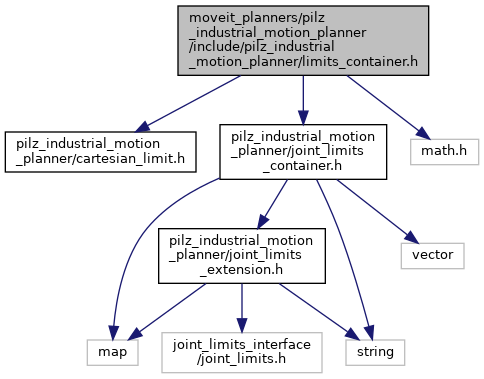 moveit_planners/pilz
_industrial_motion_planner
/include/pilz_industrial
_motion_planner/limits_container.h
pilz_industrial_motion
_planner/cartesian_limit.h
pilz_industrial_motion
_planner/joint_limits
_container.h
math.h
pilz_industrial_motion
_planner/joint_limits
_extension.h
vector
map
joint_limits_interface
/joint_limits.h
string